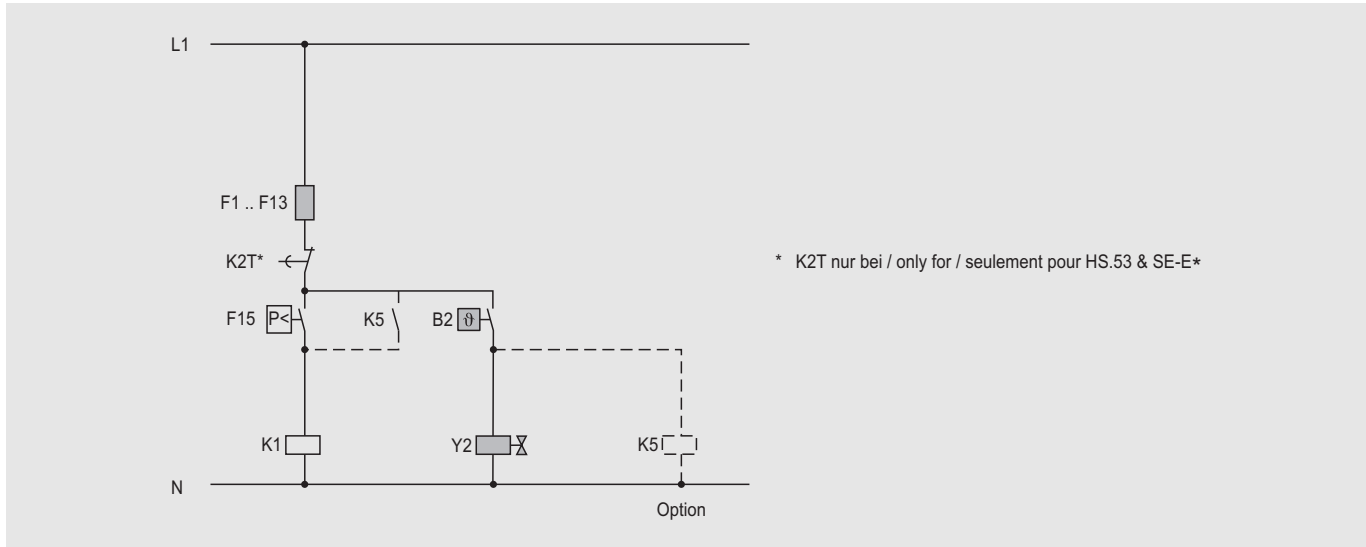 L1
F1 .. F13
K2T*
* K2T nur bei / only for / seulement pour HS.53 & SE-E*
F15 P< K5 B2 ϑ
K1 Y2 K5
N
Option